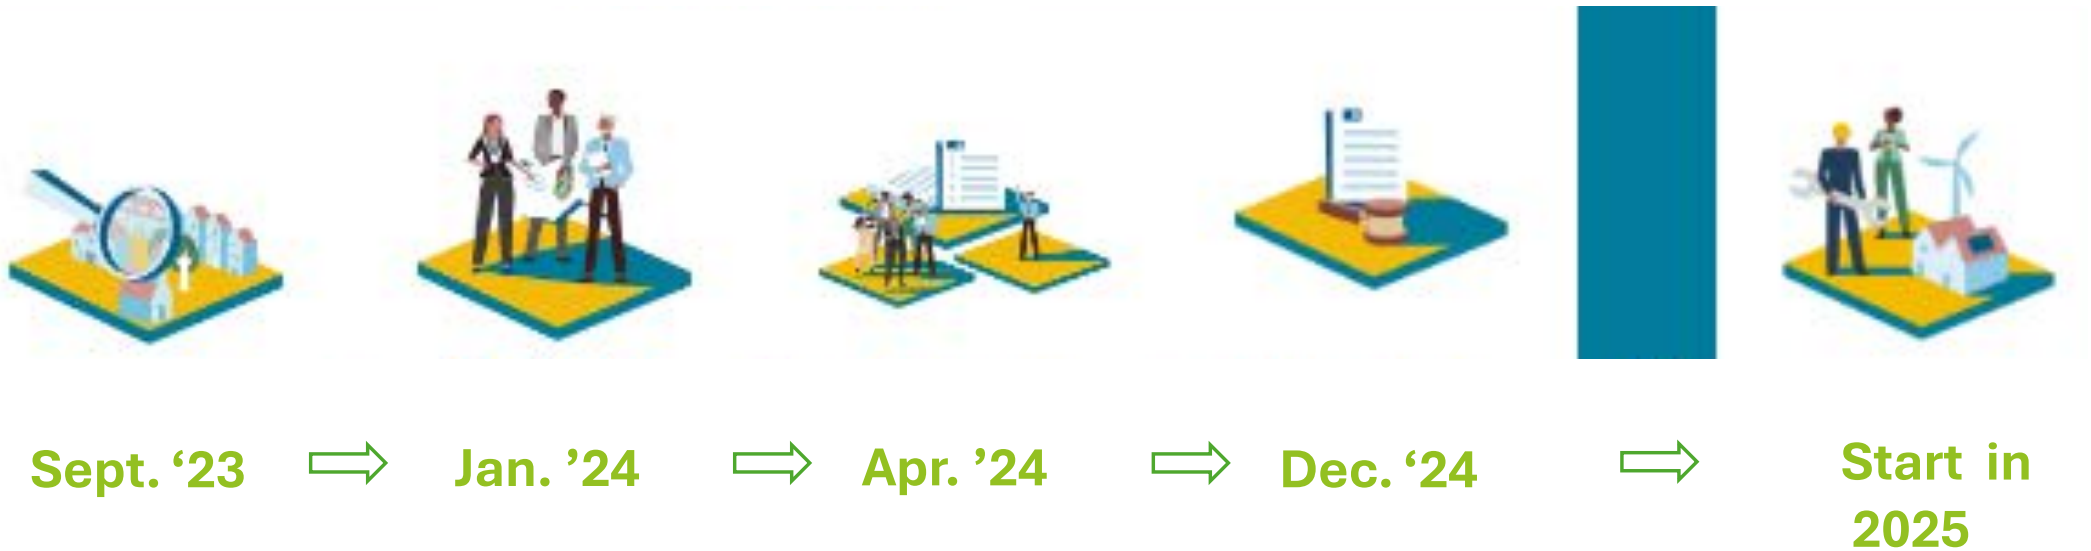 Sept. ‘23
Jan. ’24
Apr. ’24
Dec. ‘24
Start in
2025